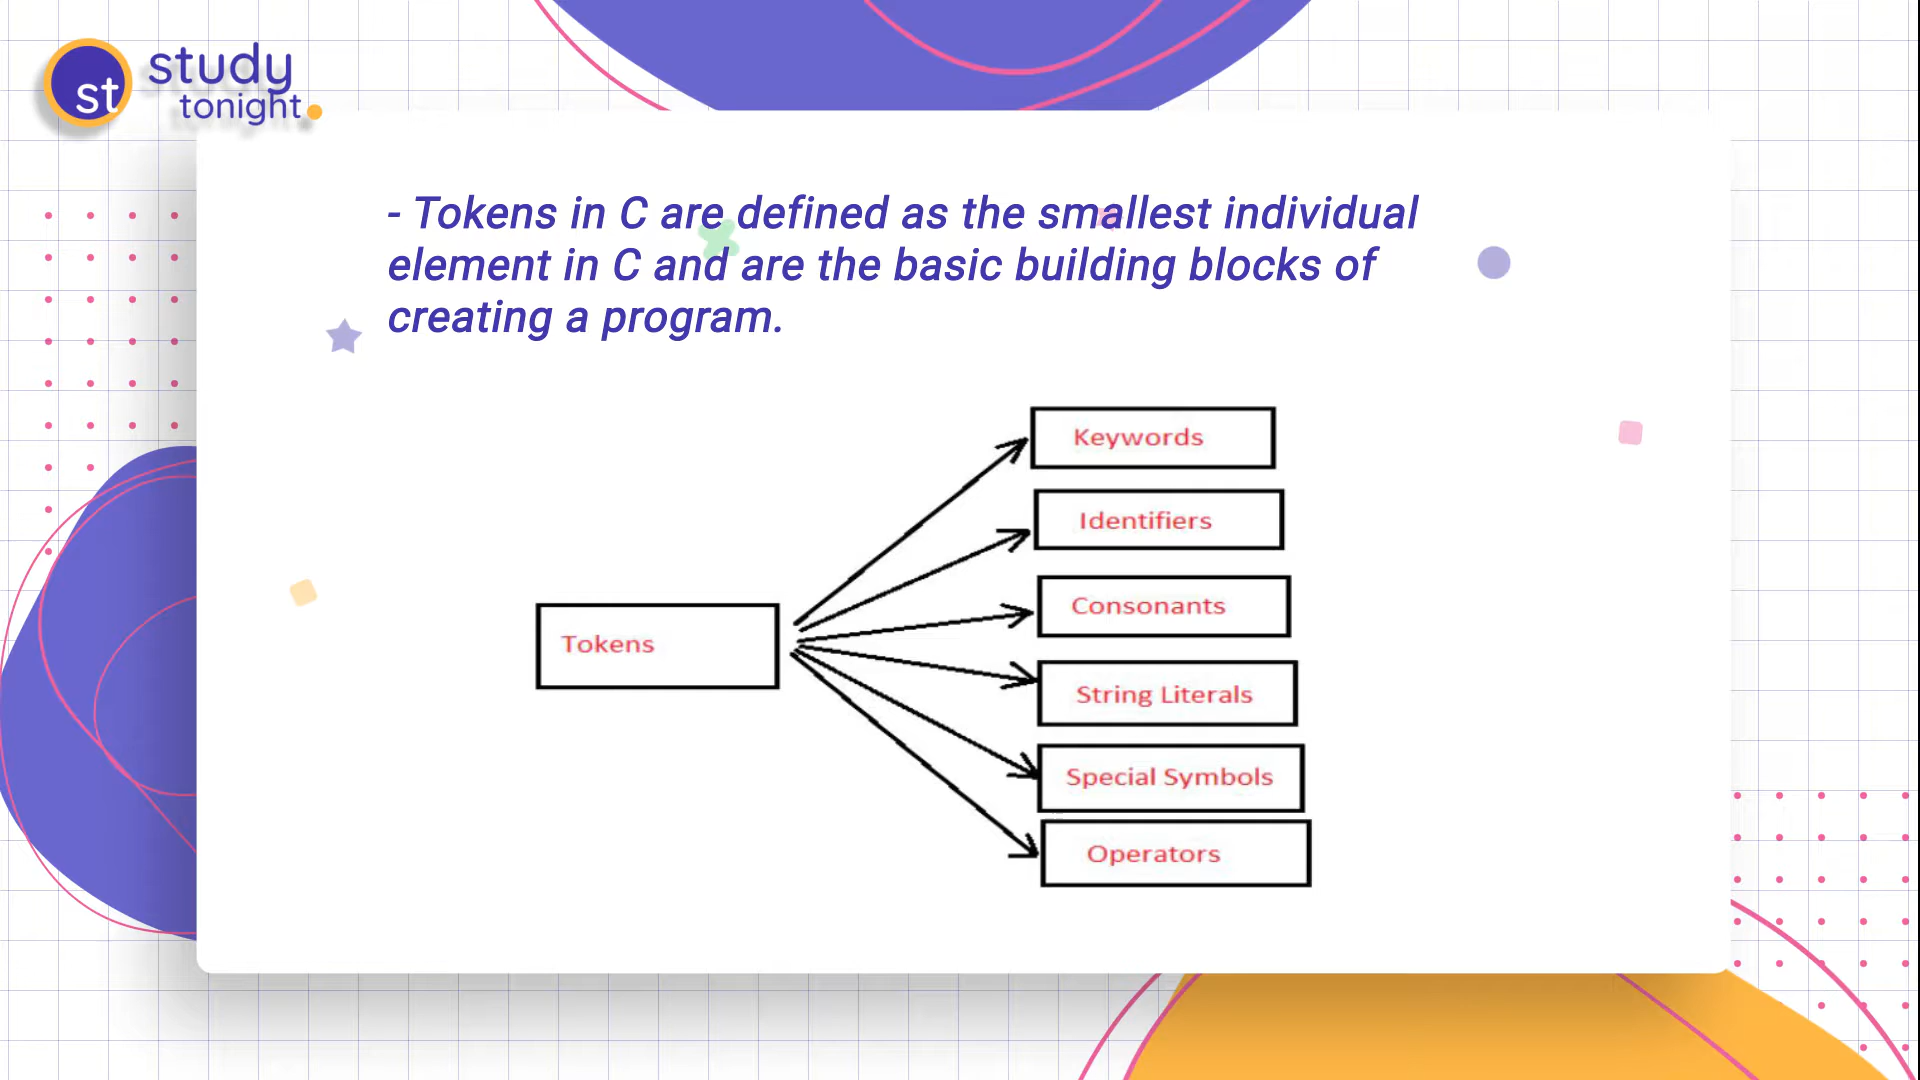 st study
tonight.
- Tokens in C are defined as the smallest individual
element in C and are the basic building blocks of
creating a program.
Keywords
Identifiers
Consonants
Tokens
String Literals
Special Symbols
Operators